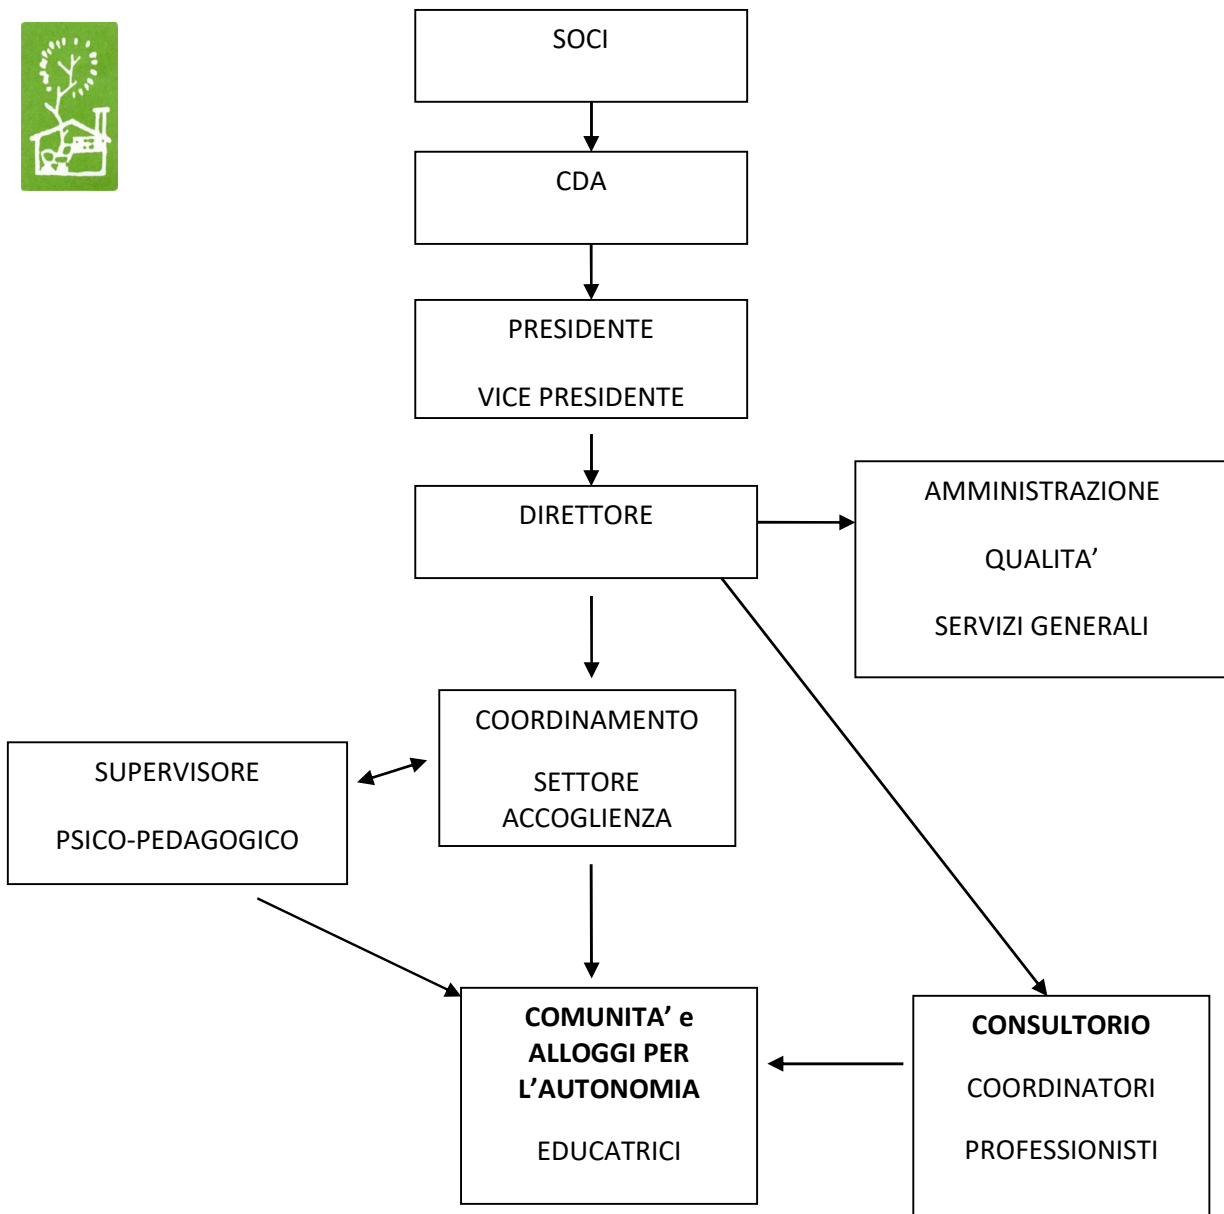 SOCI
CDA
PRESIDENTE
VICE PRESIDENTE
DIRETTORE
AMMINISTRAZIONE
QUALITA’
SERVIZI GENERALI
COORDINAMENTO
SETTORE
ACCOGLIENZA
SUPERVISORE
PSICO-PEDAGOGICO
COMUNITA’ e
ALLOGGI PER
L’AUTONOMIA
EDUCATRICI
CONSULTORIO
COORDINATORI
PROFESSIONISTI